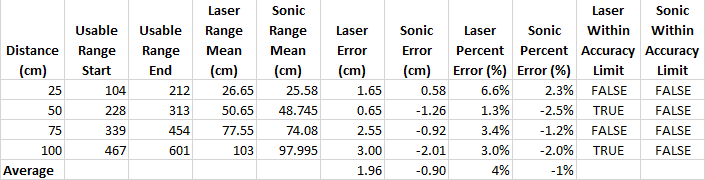 Distance (cm) Usable Range Start Usable Range End Laser Range Mean (cm) Sonic Range Mean (cm) Laser Error (cm) Sonic Error (cm) Laser Percent Error (%) Sonic Percent Error (%) Laser Within Accuracy Limit Sonic Within Accuracy Limit
25 104 212 26.65 25.58 1.65 0.58 6.6% 2.3% FALSE FALSE
50 228 313 50.65 48.745 0.65 -1.26 1.3% -2.5% TRUE FALSE
75 339 454 77.55 74.08 2.55 -0.92 3.4% -1.2% FALSE FALSE
100 467 601 103 97.995 3.00 -2.01 3.0% -2.0% TRUE FALSE
Average 1.96 -0.90 4% -1%